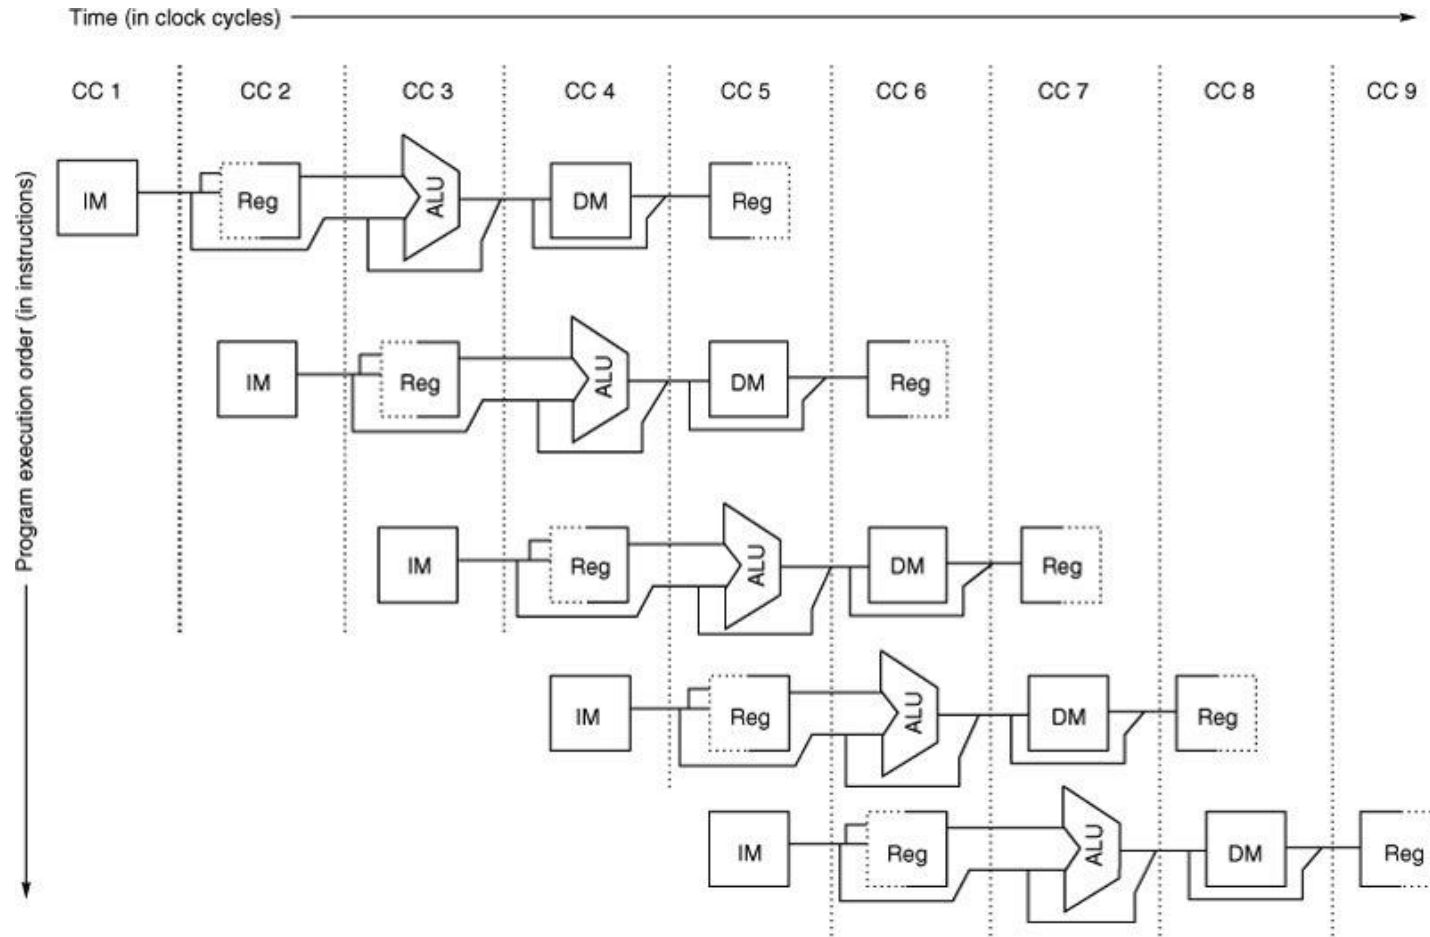 Time (in clock cycles)
CC 1 CC 2 CC 3 CC 4 CC 5 CC 6 CC 7 CC 8 CC 9
Program execution order (in instructions)
IM Reg ALU DM Reg
IM Reg ALU DM Reg
IM Reg ALU DM Reg
IM Reg ALU DM Reg
IM Reg ALU DM Reg